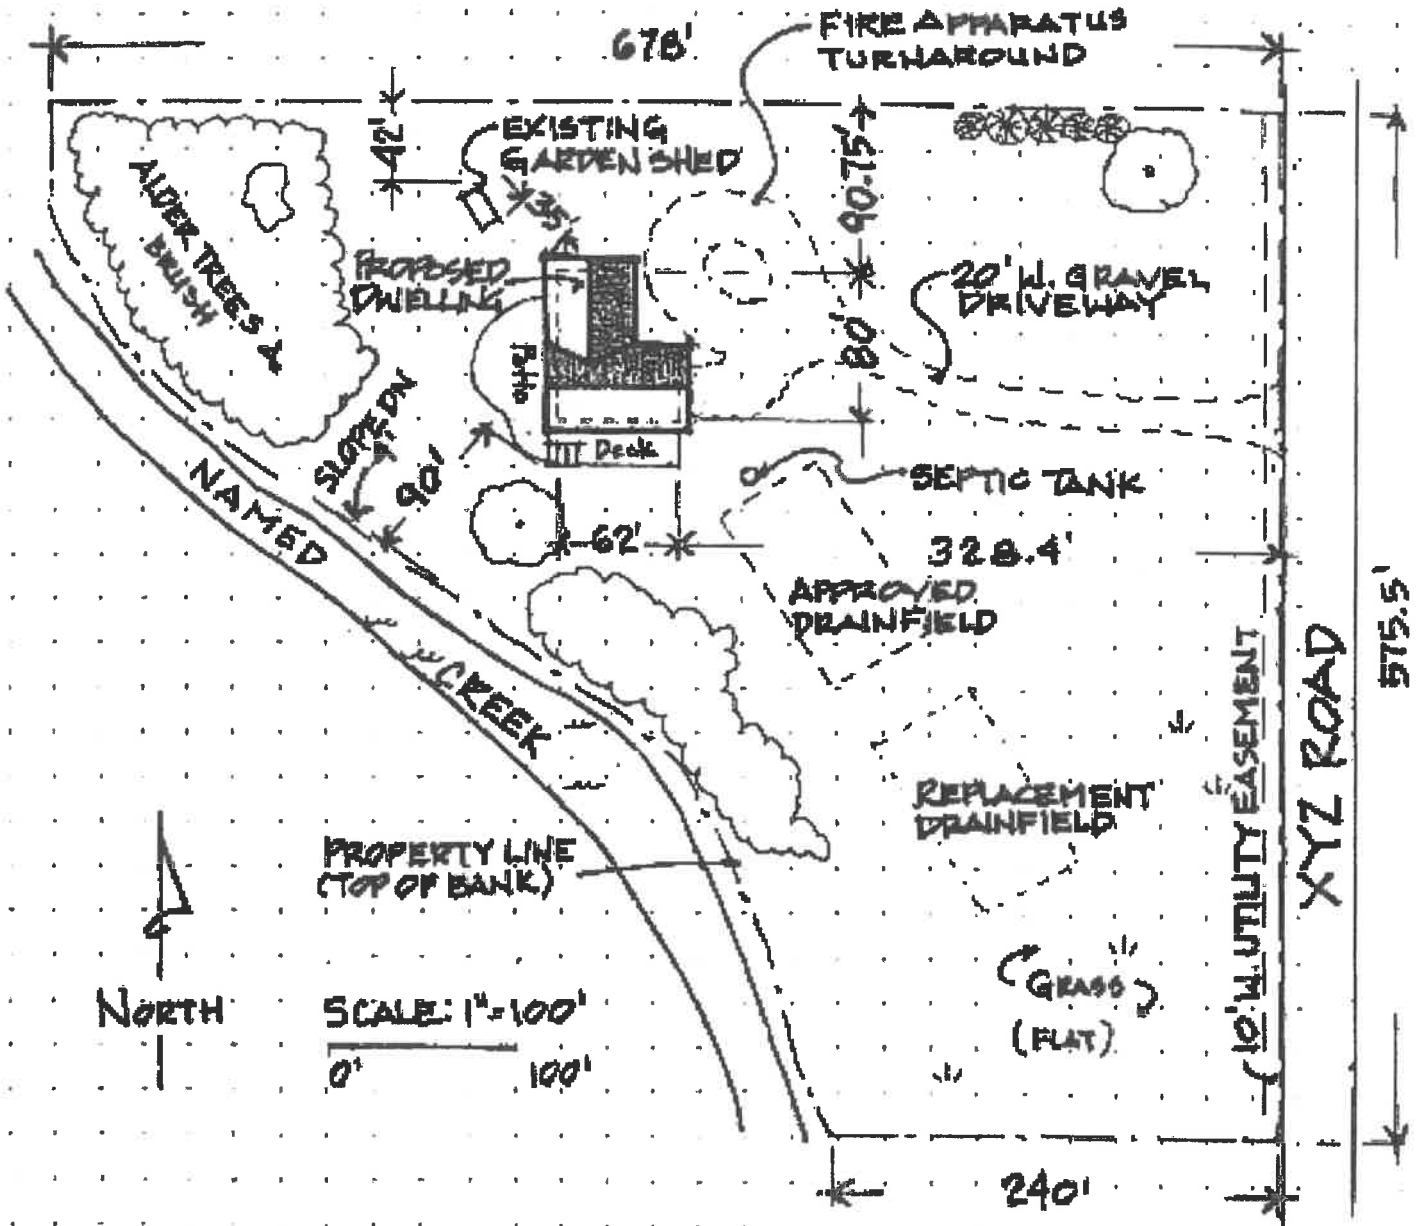 678'
FIRE APPARATUS
TURNAROUND
42'
EXISTING
GARDEN SHED
35'
90.75'
ALDER TREES &
BRUSH
PROPOSED
DWELLING
20' W. GRAVEL
DRIVEWAY
80'
Patio
SLOPE DN
90'
Deck
SEPTIC TANK
62'
328.4'
APPROVED
DRAINFIELD
NAMED
CREEK
575.5'
XYZ ROAD
(10' W. UTILITY EASEMENT
REPLACEMENT
DRAINFIELD
PROPERTY LINE
(TOP OF BANK)
NORTH
SCALE: 1"=100'
0' 100'
GRASS
(FLAT)
240'